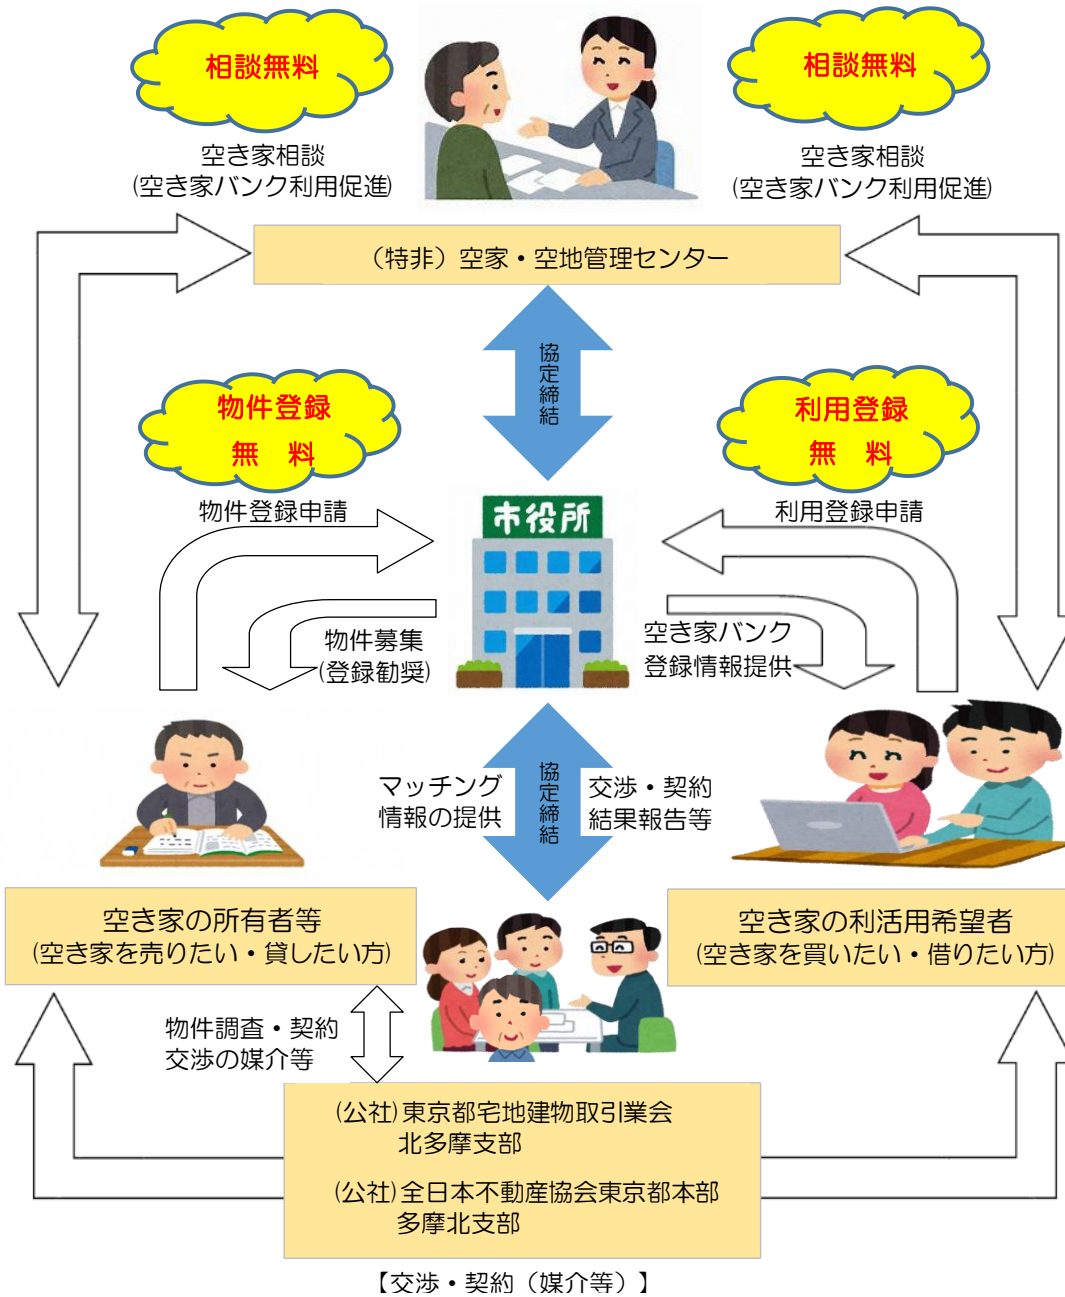 相談無料
相談無料
空き家相談
(空き家バンク利用促進)
空き家相談
(空き家バンク利用促進)
（特非）空家・空地管理センター
協定締結
物件登録
無　料
利用登録
無　料
物件登録申請
利用登録申請
市役所
物件募集
(登録勧奨)
空き家バンク
登録情報提供
マッチング
情報の提供
協定締結
交渉・契約
結果報告等
空き家の所有者等
(空き家を売りたい・貸したい方)
空き家の利活用希望者
(空き家を買いたい・借りたい方)
物件調査・契約
交渉の媒介等
(公社)東京都宅地建物取引業会
北多摩支部
(公社)全日本不動産協会東京都本部
多摩北支部
【交渉・契約（媒介等）】